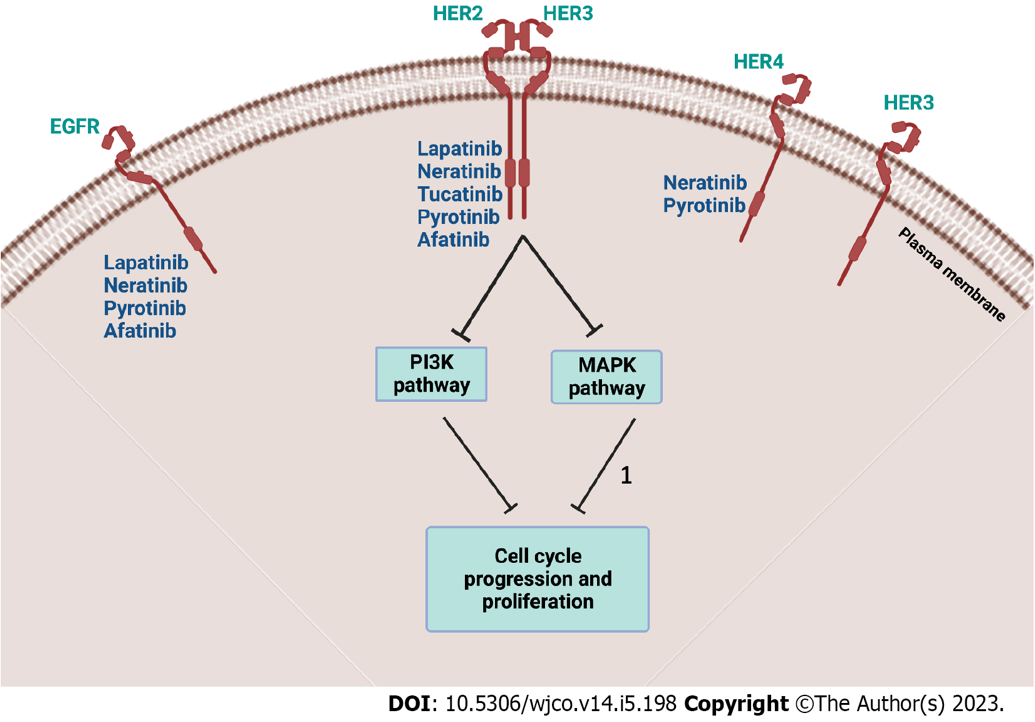 HER2 HER3
HER4
HER3
EGFR
Lapatinib
Neratinib
Tucatinib
Pyrotinib
Afatinib
Neratinib
Pyrotinib
Plasma membrane
Lapatinib
Neratinib
Pyrotinib
Afatinib
PI3K
pathway
MAPK
pathway
1
Cell cycle
progression and
proliferation
DOI: 10.5306/wjco.v14.i5.198 Copyright ©The Author(s) 2023.